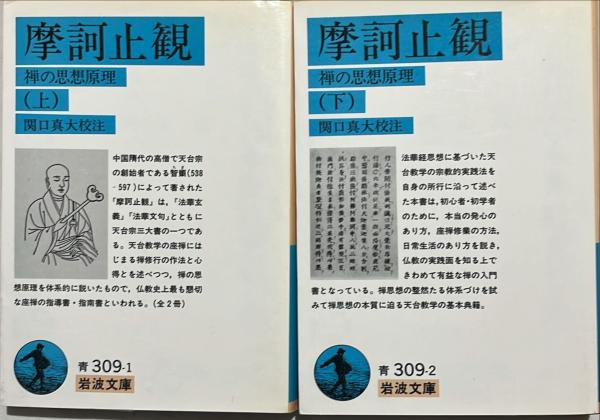 摩訶止観
禅の思想原理
(上)
関口真大校注
中国隋代の高僧で天台宗
の創始者である智顗(538
-597)によって著された
「摩訶止観」は、「法華玄
義」「法華文句」とともに
天台宗三大書の一つであ
る。天台教学の座禅には
じまる禅修行の作法と心
得とを述べつつ、禅の思
想原理を体系的に説いたもので、仏教史上最も懇切
な座禅の指導書・指南書といわれる。(全2冊)
青 309-1
岩波文庫
摩訶止観
禅の思想原理
(下)
関口真大校注
法華経思想に基づいた天
台教学の宗教的実践法を
自身の所行に沿って述べ
た本書は,初心者・初学者
のために,本当の発心の
あり方,座禅修業の方法,
日常生活のあり方を説き,
仏教の実践面を知る上で
きわめて有益な禅の入門
書となっている。禅思想の整然たる体系づけを試
みて禅思想の本質に迫る天台教学の基本典籍。
青 309-2
岩波文庫